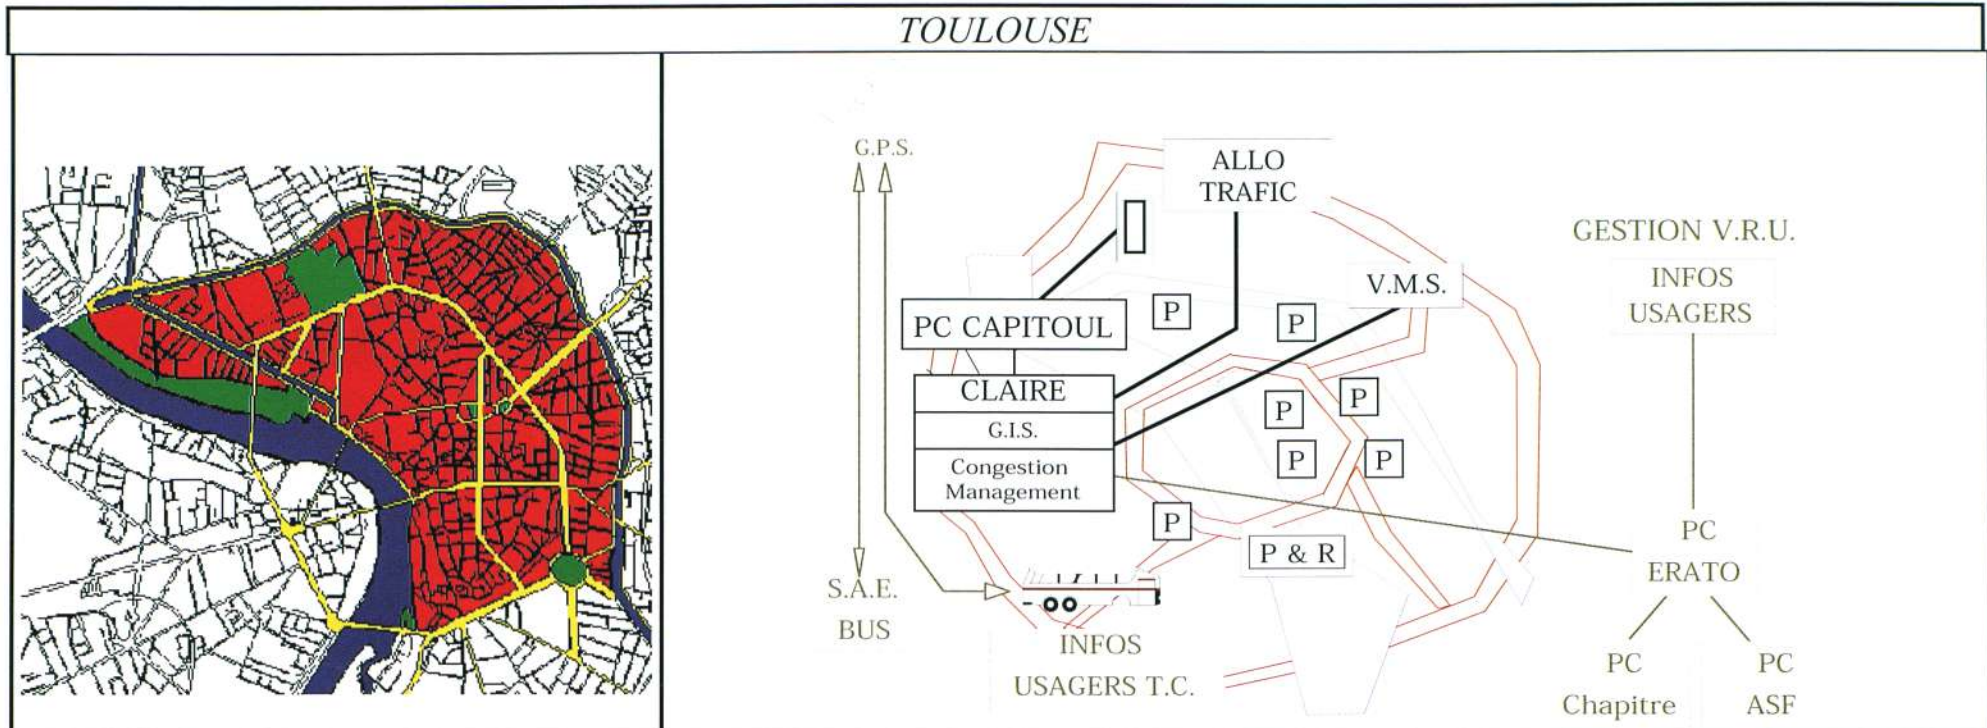 TOULOUSE
G.P.S.
ALLO
TRAFIC
GESTION V.R.U.
INFOS
USAGERS
V.M.S.
PC CAPITOUL
P
P
CLAIRE
G.I.S.
Congestion
Management
P
P
P
P
P
P & R
PC
ERATO
S.A.E.
BUS
INFOS
USAGERS T.C.
PC
Chapitre
PC
ASF